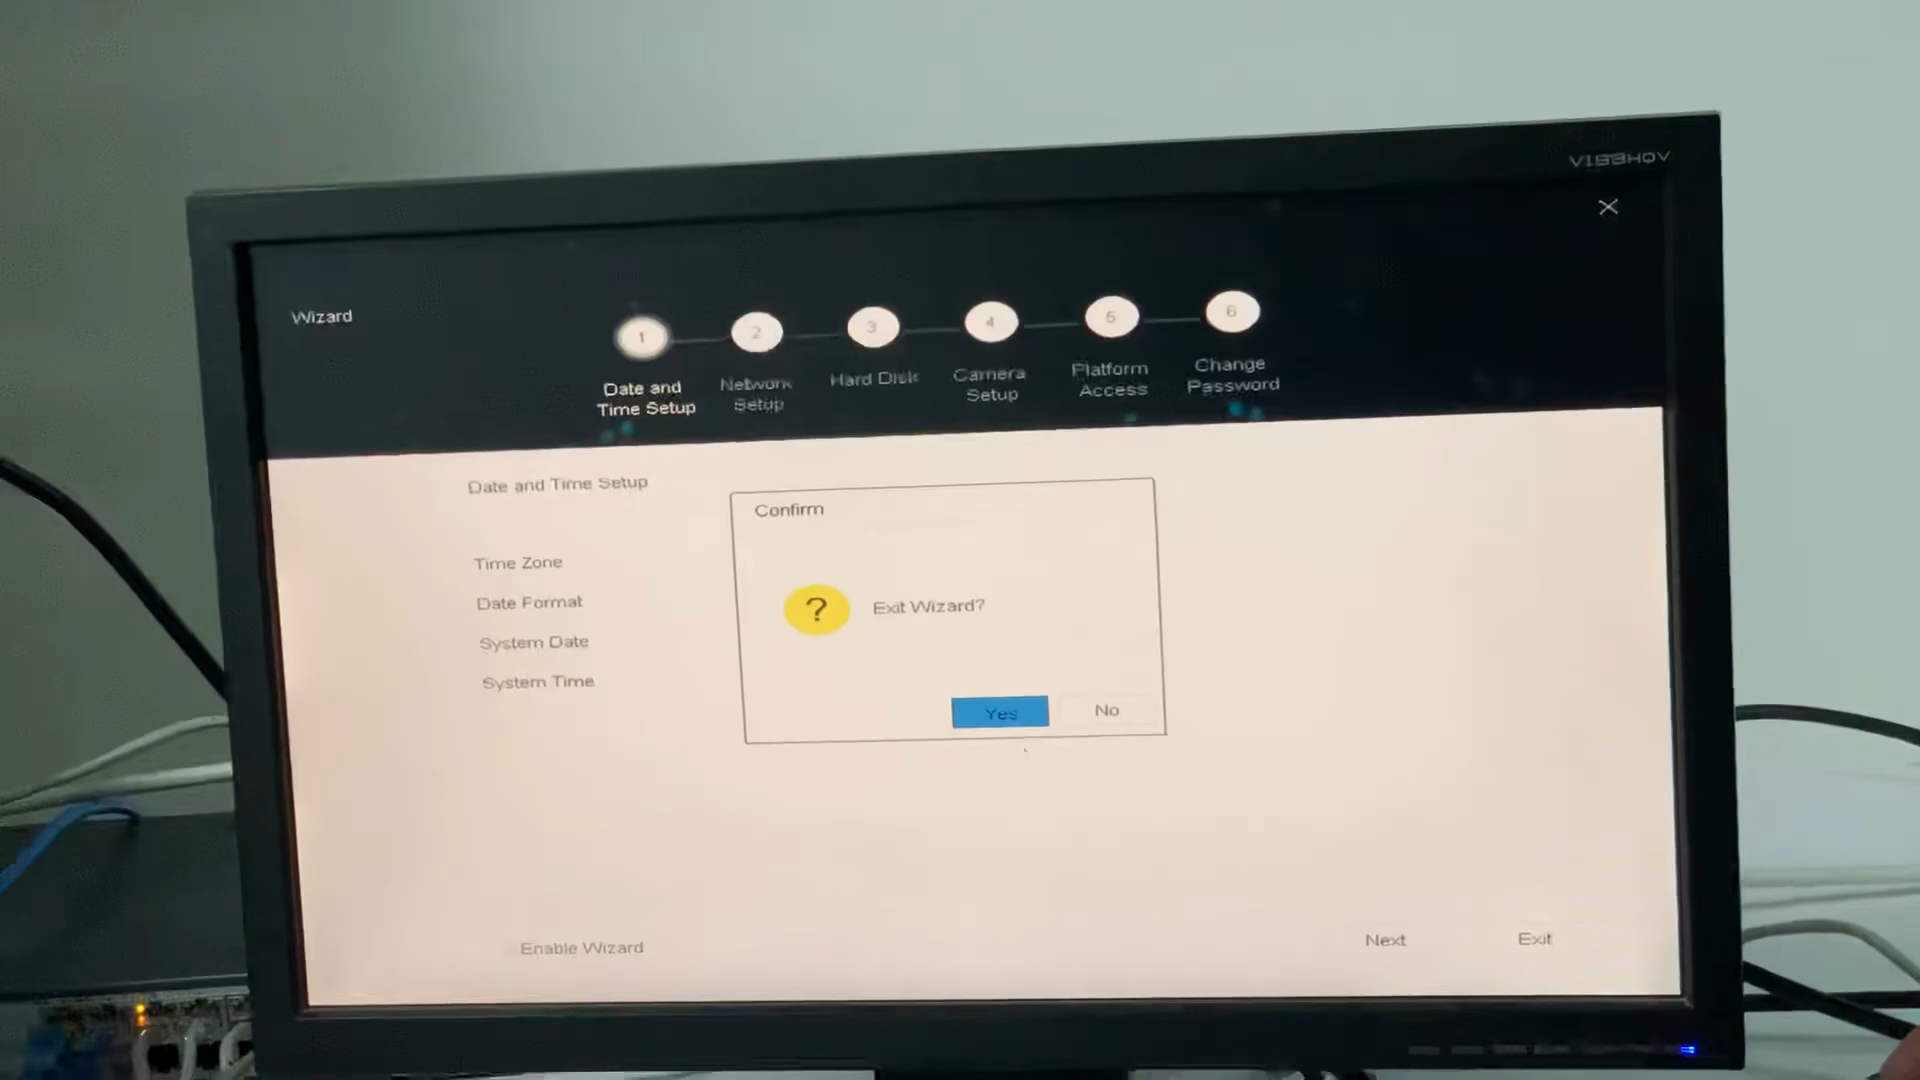 VIS3HQV
Wizard
1
2
3
4
5
6
Date and
Time Setup
Network
Setup
Hard Disk
Camera
Setup
Platform
Access
Change
Password
Date and Time Setup
Time Zone
Date Format
System Date
System Time
Confirm
?
Exit Wizard?
Yes
No
Enable Wizard
Next
Exit